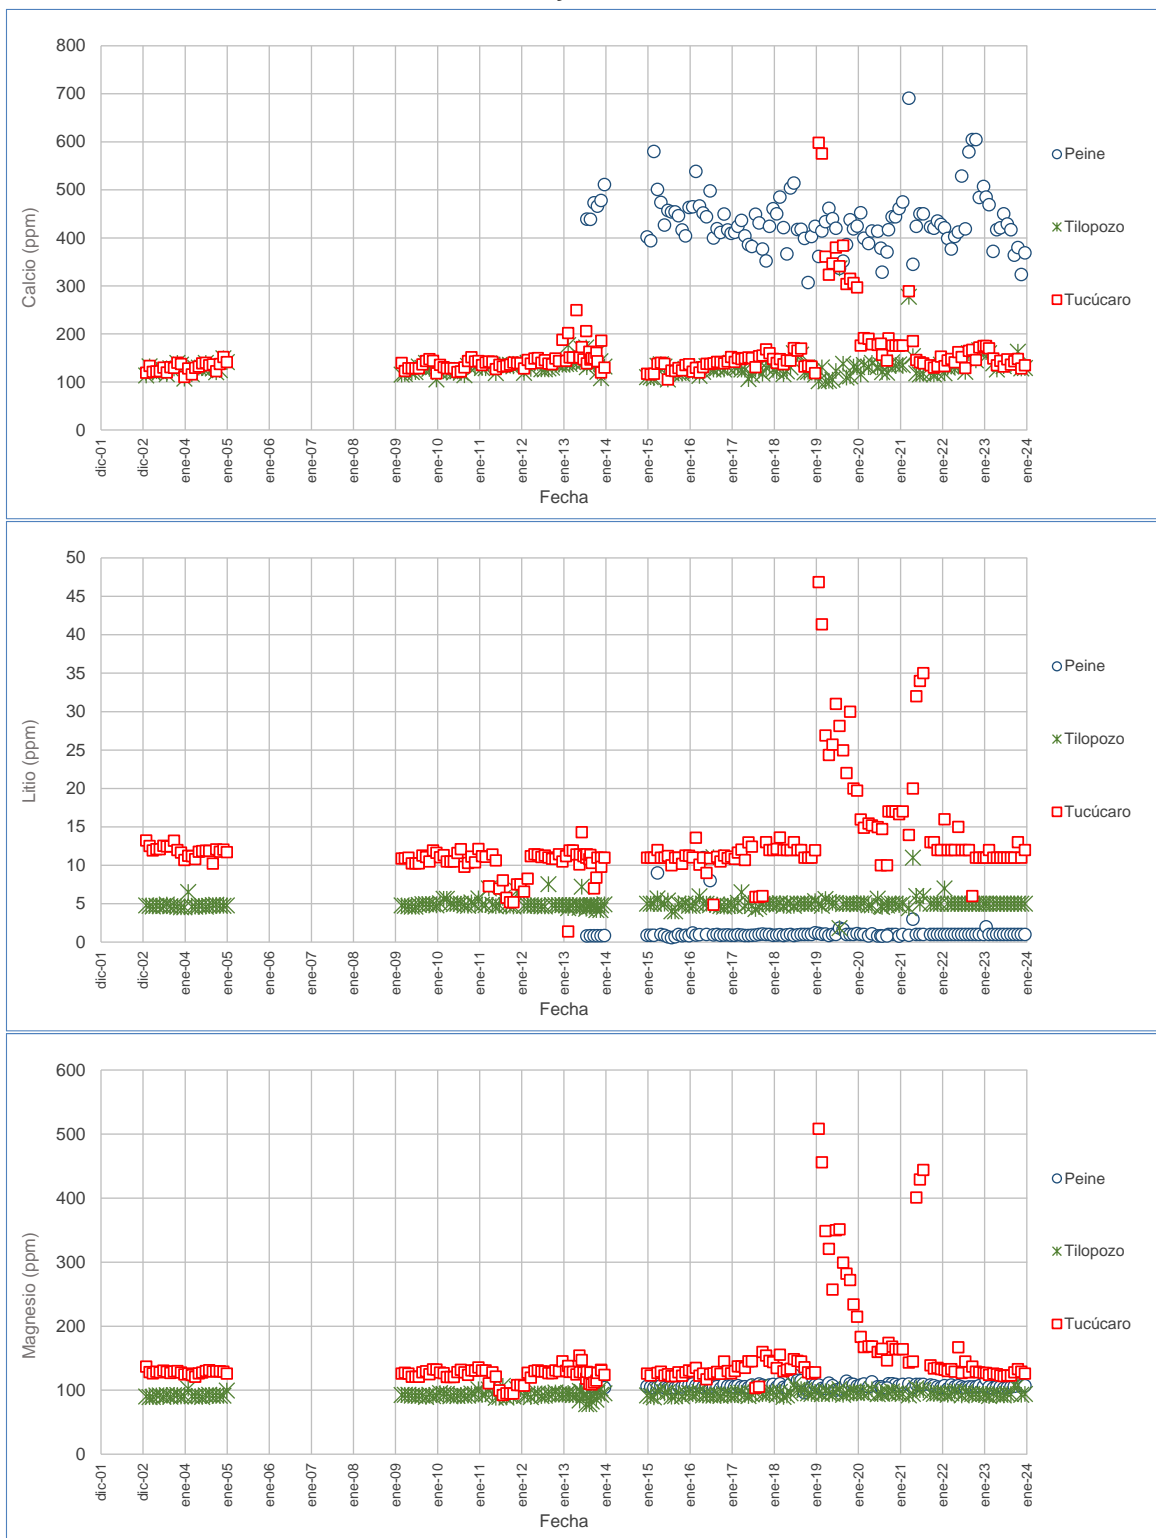 800
700
600
500
400
300
200
100
0
Calcio (ppm)
dic-01
dic-02
ene-04
ene-05
ene-06
ene-07
ene-08
ene-09
ene-10
ene-11
ene-12
ene-13
ene-14
ene-15
ene-16
ene-17
ene-18
ene-19
ene-20
ene-21
ene-22
ene-23
ene-24
Fecha
Peine
Tilopozo
Tucúcaro
50
45
40
35
30
25
20
15
10
5
0
Litio (ppm)
dic-01
dic-02
ene-04
ene-05
ene-06
ene-07
ene-08
ene-09
ene-10
ene-11
ene-12
ene-13
ene-14
ene-15
ene-16
ene-17
ene-18
ene-19
ene-20
ene-21
ene-22
ene-23
ene-24
Fecha
Peine
Tilopozo
Tucúcaro
600
500
400
300
200
100
0
Magnesio (ppm)
dic-01
dic-02
ene-04
ene-05
ene-06
ene-07
ene-08
ene-09
ene-10
ene-11
ene-12
ene-13
ene-14
ene-15
ene-16
ene-17
ene-18
ene-19
ene-20
ene-21
ene-22
ene-23
ene-24
Fecha
Peine
Tilopozo
Tucúcaro